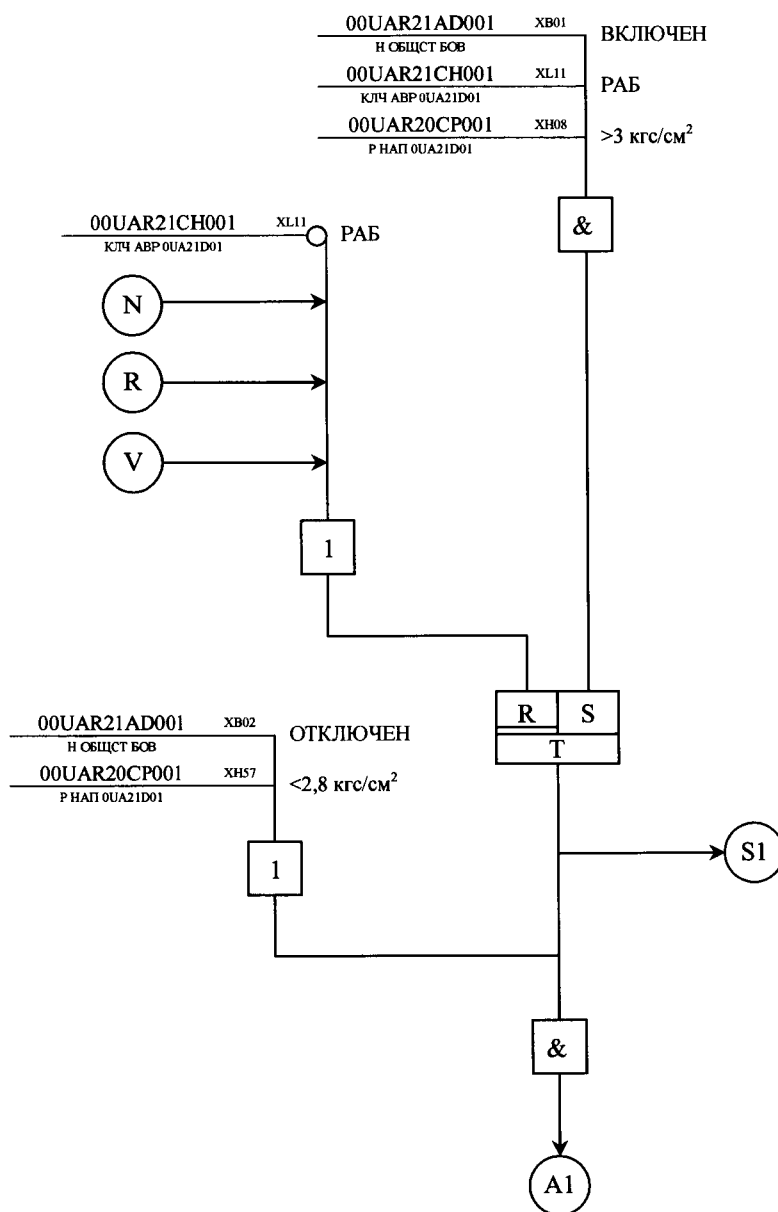 00UAR21AD001 XB01 ВКЛЮЧЕН
Н ОБЩСТ БОВ
00UAR21CH001 XL11 РАБ
КЛЧ АВР 0UA21D01
00UAR20CP001 XH08 >3 кгс/см²
Р НАП 0UA21D01
&
00UAR21CH001 XL11 РАБ
КЛЧ АВР 0UA21D01
N
R
V
1
R S
T
00UAR21AD001 XB02 ОТКЛЮЧЕН
Н ОБЩСТ БОВ
00UAR20CP001 XH57 <2,8 кгс/см²
Р НАП 0UA21D01
1
S1
&
A1